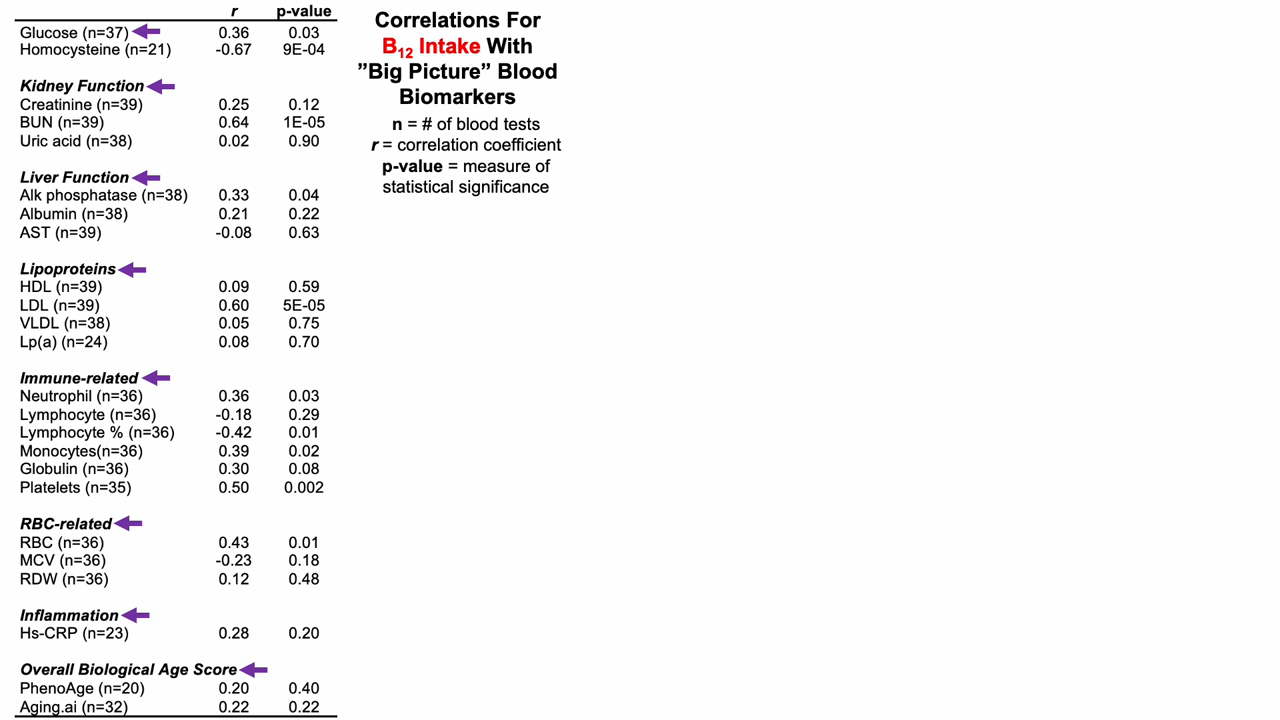 r p-value
Glucose (n=37) 0.36 0.03
Homocysteine (n=21) -0.67 9E-04
Kidney Function
Creatinine (n=39) 0.25 0.12
BUN (n=39) 0.64 1E-05
Uric acid (n=38) 0.02 0.90
Liver Function
Alk phosphatase (n=38) 0.33 0.04
Albumin (n=38) 0.21 0.22
AST (n=39) -0.08 0.63
Lipoproteins
HDL (n=39) 0.09 0.59
LDL (n=39) 0.60 5E-05
VLDL (n=38) 0.05 0.75
Lp(a) (n=24) 0.08 0.70
Immune-related
Neutrophil (n=36) 0.36 0.03
Lymphocyte (n=36) -0.18 0.29
Lymphocyte % (n=36) -0.42 0.01
Monocytes(n=36) 0.39 0.02
Globulin (n=36) 0.30 0.08
Platelets (n=35) 0.50 0.002
RBC-related
RBC (n=36) 0.43 0.01
MCV (n=36) -0.23 0.18
RDW (n=36) 0.12 0.48
Inflammation
Hs-CRP (n=23) 0.28 0.20
Overall Biological Age Score
PhenoAge (n=20) 0.20 0.40
Aging.ai (n=32) 0.22 0.22
Correlations For
B12 Intake With
”Big Picture” Blood
Biomarkers
n = # of blood tests
r = correlation coefficient
p-value = measure of
statistical significance